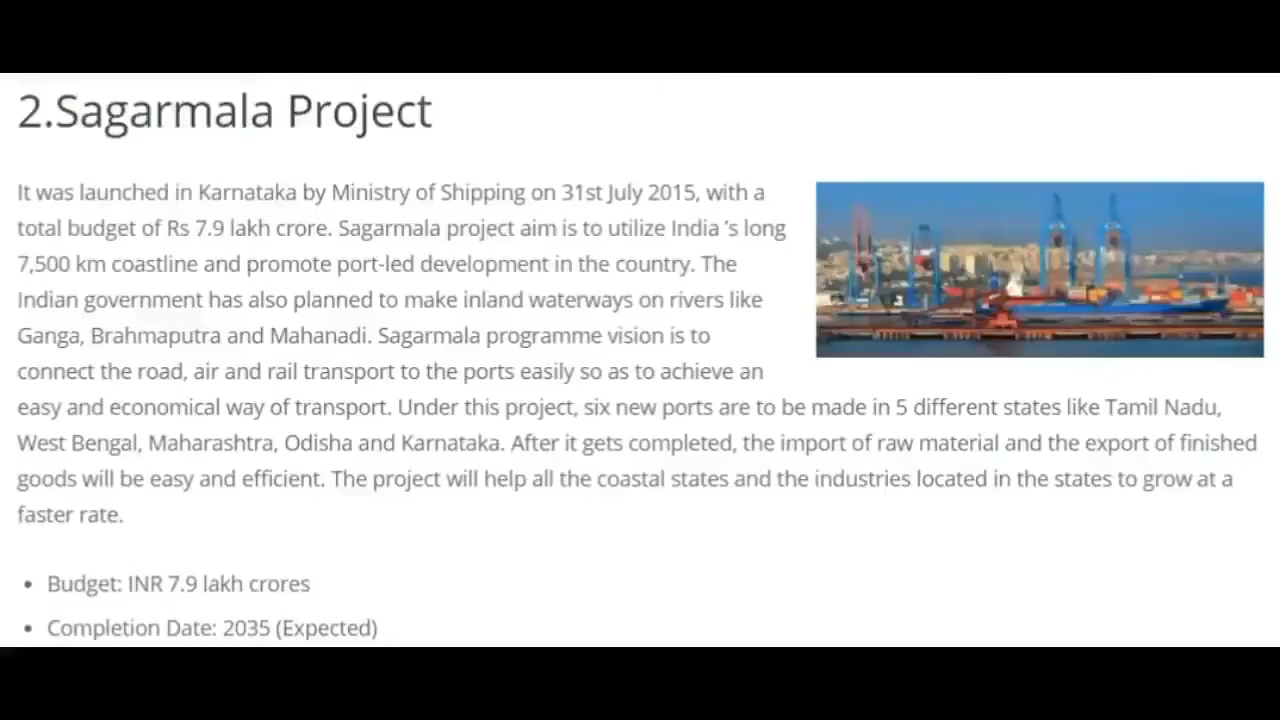 2.Sagarmala Project
It was launched in Karnataka by Ministry of Shipping on 31st July 2015, with a
total budget of Rs 7.9 lakh crore. Sagarmala project aim is to utilize India 's long
7,500 km coastline and promote port-led development in the country. The
Indian government has also planned to make inland waterways on rivers like
Ganga, Brahmaputra and Mahanadi. Sagarmala programme vision is to
connect the road, air and rail transport to the ports easily so as to achieve an
easy and economical way of transport. Under this project, six new ports are to be made in 5 different states like Tamil Nadu,
West Bengal, Maharashtra, Odisha and Karnataka. After it gets completed, the import of raw material and the export of finished
goods will be easy and efficient. The project will help all the coastal states and the industries located in the states to grow at a
faster rate.
• Budget: INR 7.9 lakh crores
• Completion Date: 2035 (Expected)